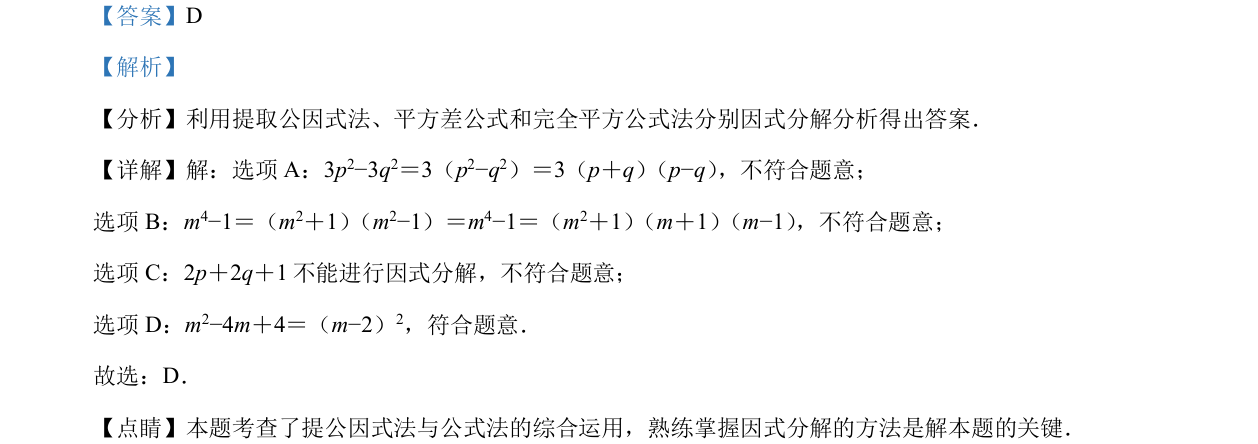 【答案】D
【解析】
【分析】利用提取公因式法、平方差公式和完全平方公式法分别因式分解分析得出答案．
【详解】解：选项 A：3p²−3q²＝3（p²−q²）＝3（p＋q）（p−q），不符合题意；
选项 B：m⁴−1＝（m²＋1）（m²−1）＝m⁴−1＝（m²＋1）（m＋1）（m−1），不符合题意；
选项 C：2p＋2q＋1 不能进行因式分解，不符合题意；
选项 D：m²−4m＋4＝（m−2）²，符合题意．
故选：D．
【点睛】本题考查了提公因式法与公式法的综合运用，熟练掌握因式分解的方法是解本题的关键．